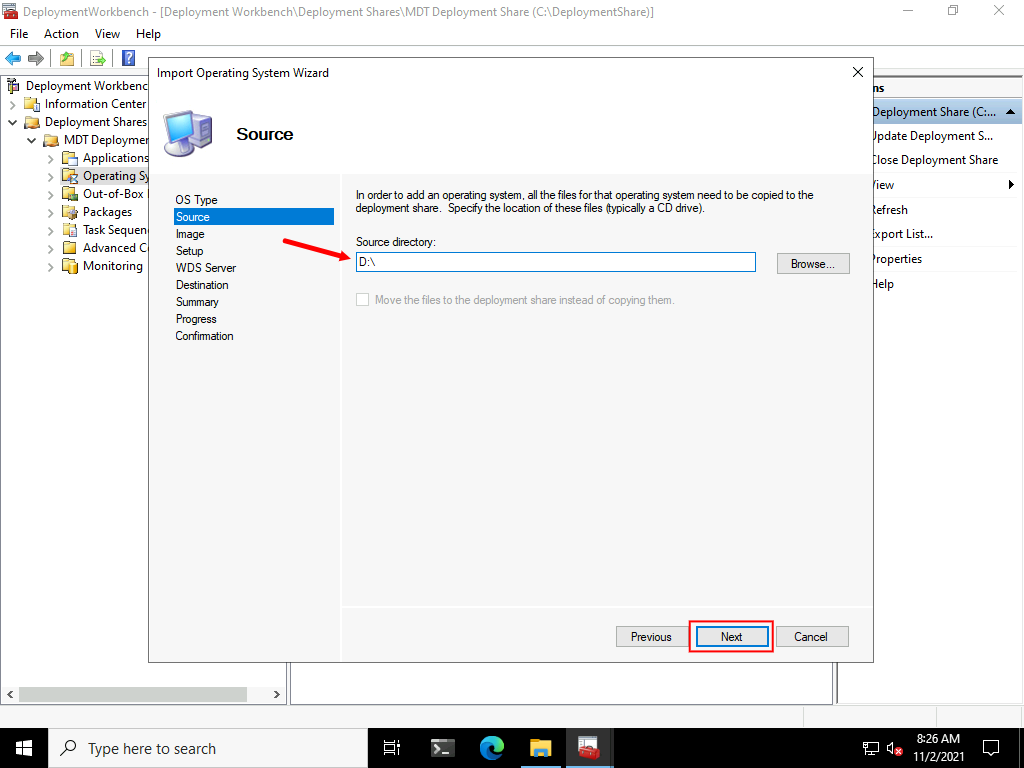 DeploymentWorkbench - [Deployment Workbench\Deployment Shares\MDT Deployment Share (C:\DeploymentShare)]
File Action View Help
Deployment Workbenc
Information Center
Deployment Shares
MDT Deployme
Applications
Operating Sy
Out-of-Box
Packages
Task Sequen
Advanced C
Monitoring
Import Operating System Wizard
Source
OS Type
Source
Image
Setup
WDS Server
Destination
Summary
Progress
Confirmation
In order to add an operating system, all the files for that operating system need to be copied to the
deployment share. Specify the location of these files (typically a CD drive).
Source directory:
D:\
Browse...
Move the files to the deployment share instead of copying them.
Previous
Next
Cancel
ns
Deployment Share (C:...
Update Deployment S...
Close Deployment Share
View
Refresh
Export List...
Properties
Help
Type here to search
8:26 AM
11/2/2021